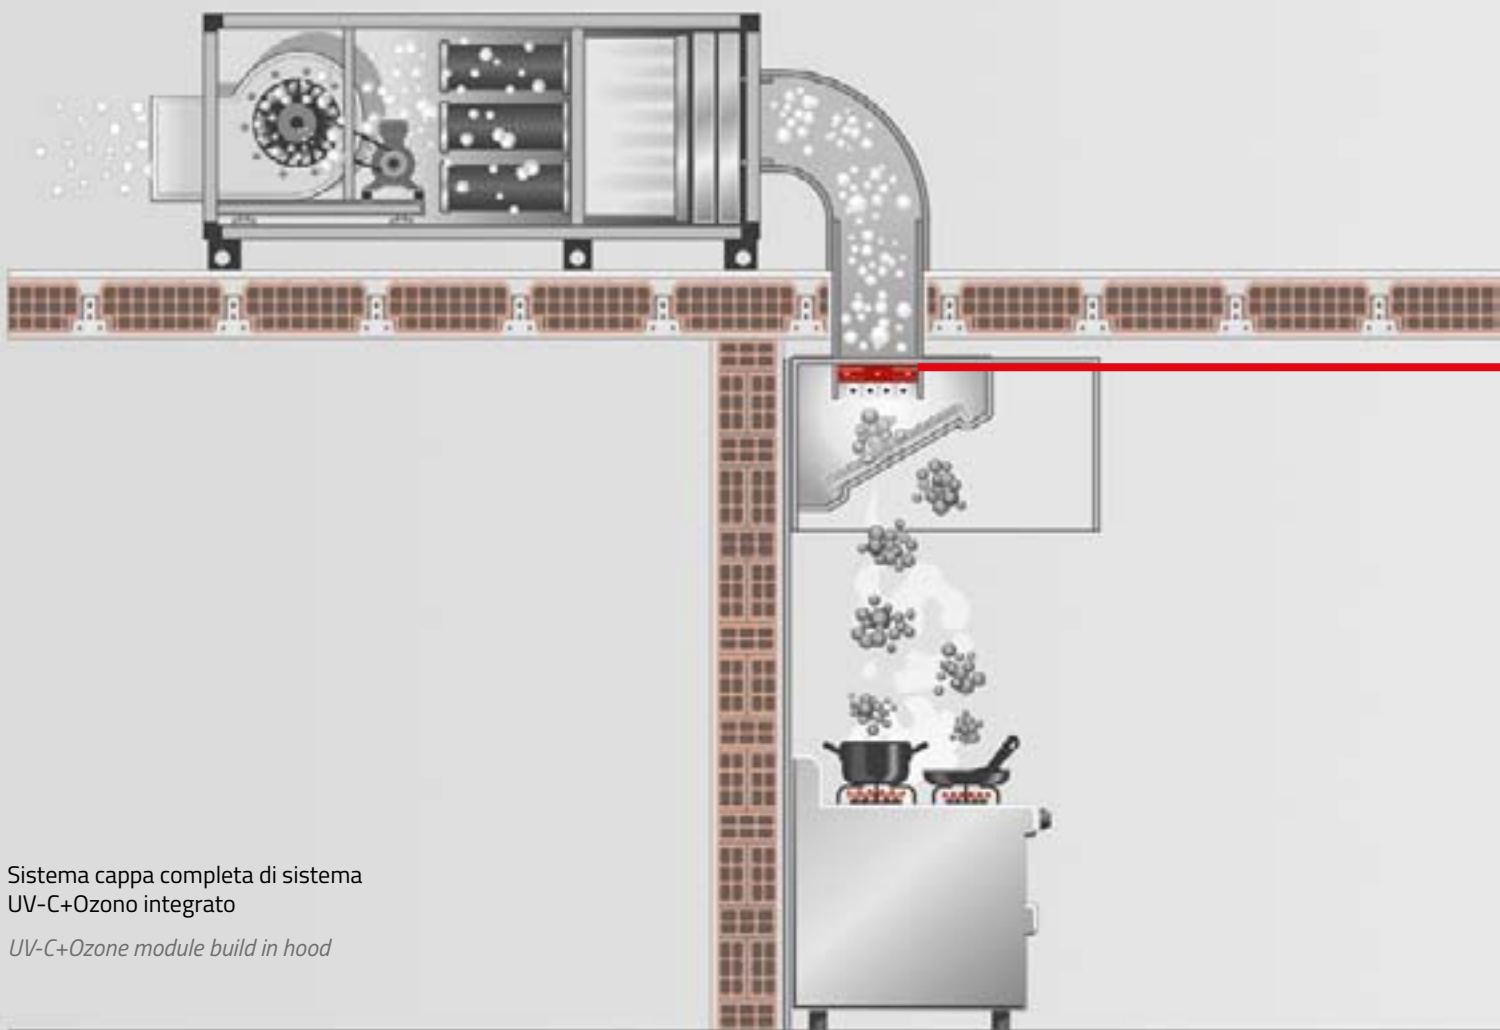 Sistema cappa completa di sistema
UV-C+Ozono integrato
UV-C+Ozone module build in hood